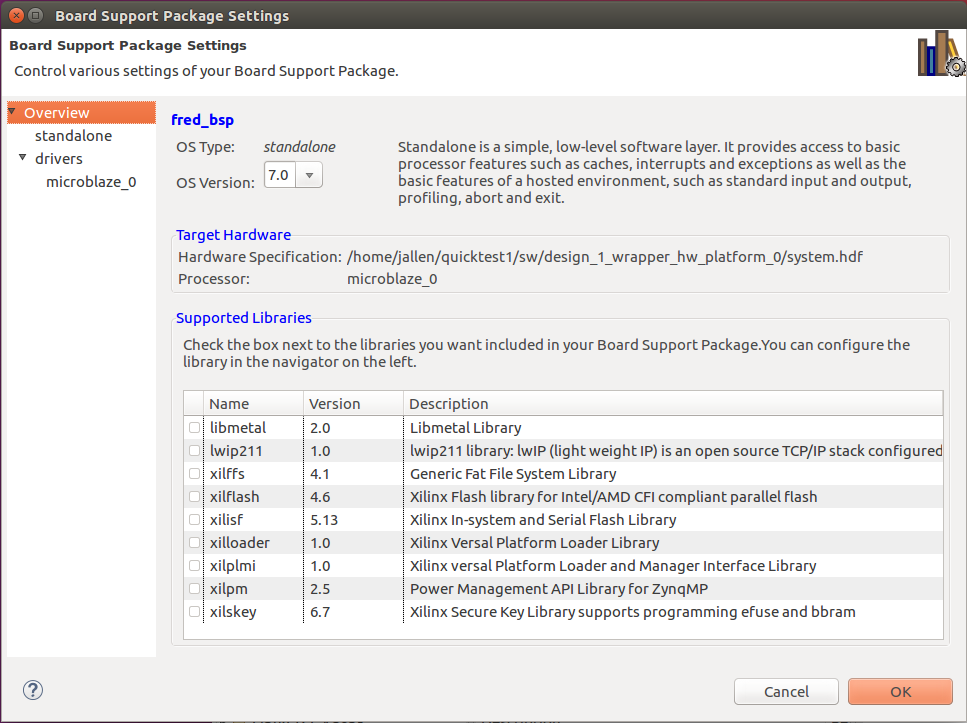 Board Support Package Settings
Board Support Package Settings
Control various settings of your Board Support Package.
Overview
standalone
drivers
microblaze_0
fred_bsp
OS Type: standalone
OS Version: 7.0
Standalone is a simple, low-level software layer. It provides access to basic
processor features such as caches, interrupts and exceptions as well as the
basic features of a hosted environment, such as standard input and output,
profiling, abort and exit.
Target Hardware
Hardware Specification: /home/jallen/quicktest1/sw/design_1_wrapper_hw_platform_0/system.hdf
Processor: microblaze_0
Supported Libraries
Check the box next to the libraries you want included in your Board Support Package.You can configure the
library in the navigator on the left.
Name Version Description
libmetal 2.0 Libmetal Library
lwip211 1.0 lwip211 library: lwIP (light weight IP) is an open source TCP/IP stack configured
xilffs 4.1 Generic Fat File System Library
xilflash 4.6 Xilinx Flash library for Intel/AMD CFI compliant parallel flash
xilisf 5.13 Xilinx In-system and Serial Flash Library
xilloader 1.0 Xilinx Versal Platform Loader Library
xilplmi 1.0 Xilinx versal Platform Loader and Manager Interface Library
xilpm 2.5 Power Management API Library for ZynqMP
xilskey 6.7 Xilinx Secure Key Library supports programming efuse and bbram
?
Cancel OK